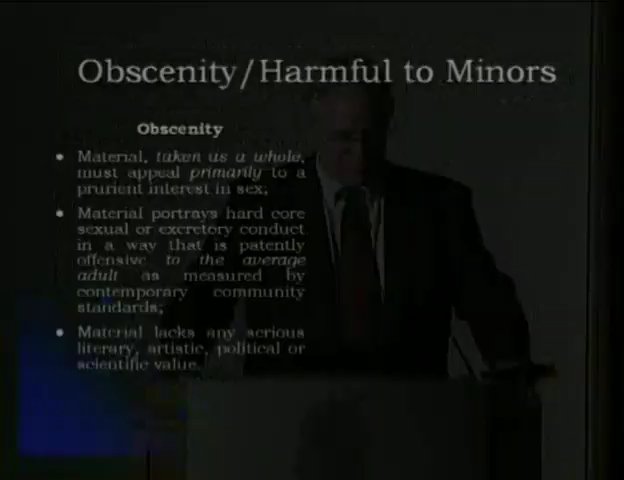 Obscenity/Harmful to Minors
Obscenity
• Material, taken as a whole,
must appeal primarily to a
prurient interest in sex;
• Material portrays hard core
sexual or excretory conduct
in a way that is patently
offensive to the average
adult as measured by
contemporary community
standards;
• Material lacks any serious
literary, artistic, political or
scientific value.